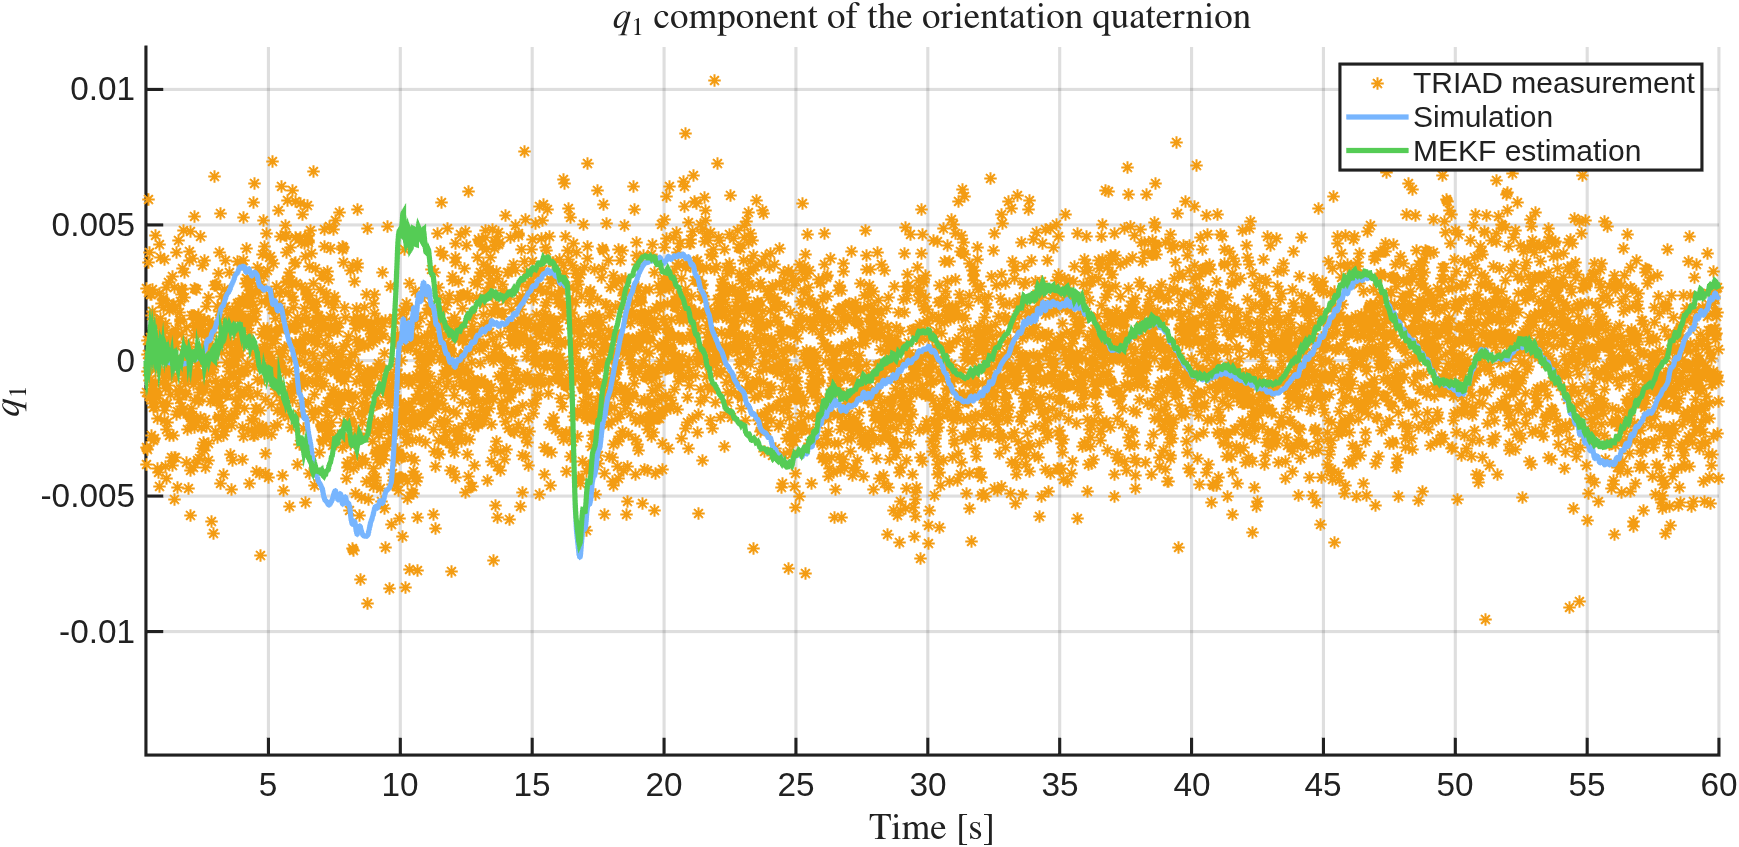 q1 component of the orientation quaternion
TRIAD measurement
Simulation
MEKF estimation
0.01
0.005
0
-0.005
-0.01
q1
5 10 15 20 25 30 35 40 45 50 55 60
Time [s]